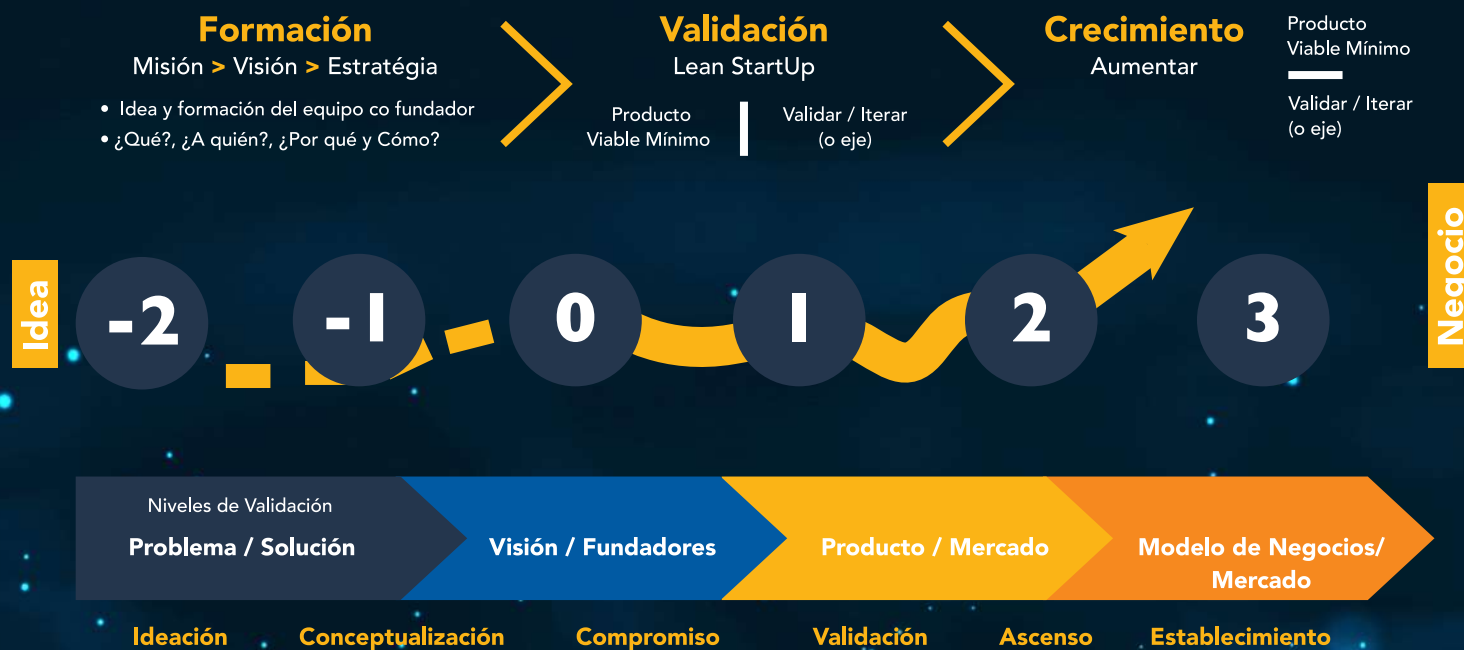 Formación
Misión > Visión > Estratégia
• Idea y formación del equipo co fundador
• ¿Qué?, ¿A quién?, ¿Por qué y Cómo?
Validación
Lean StartUp
Producto
Viable Mínimo
Validar / Iterar
(o eje)
Crecimiento
Aumentar
Producto
Viable Mínimo
Validar / Iterar
(o eje)
Idea
-2
-1
0
1
2
3
Negocio
Niveles de Validación
Problema / Solución
Visión / Fundadores
Producto / Mercado
Modelo de Negocios/
Mercado
Ideación
Conceptualización
Compromiso
Validación
Ascenso
Establecimiento